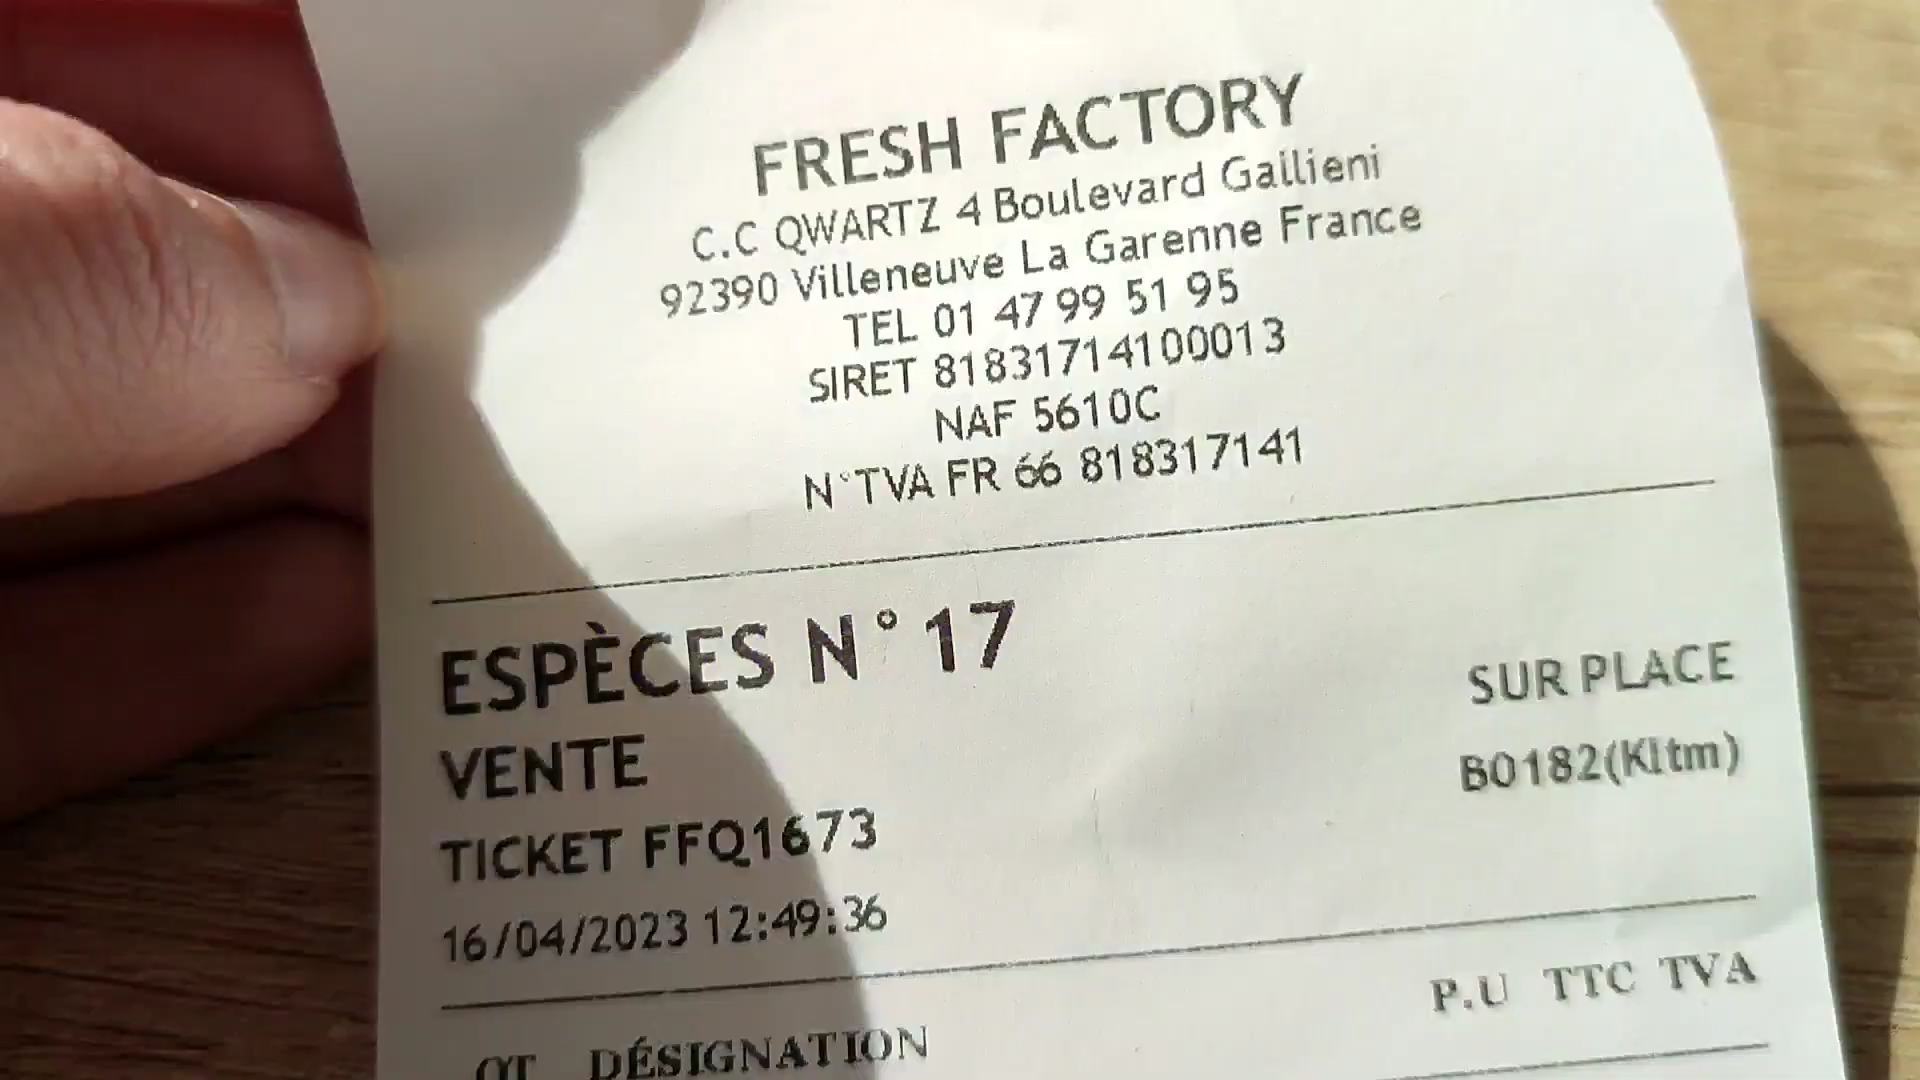 FRESH FACTORY
C.C QWARTZ 4 Boulevard Gallieni
92390 Villeneuve La Garenne France
TEL 01 47 99 51 95
SIRET 81831714100013
NAF 5610C
N°TVA FR 66 818317141
ESPÈCES N° 17
SUR PLACE
VENTE
B0182(Kltm)
TICKET FFQ1673
16/04/2023 12:49:36
QT DÉSIGNATION P.U TTC TVA